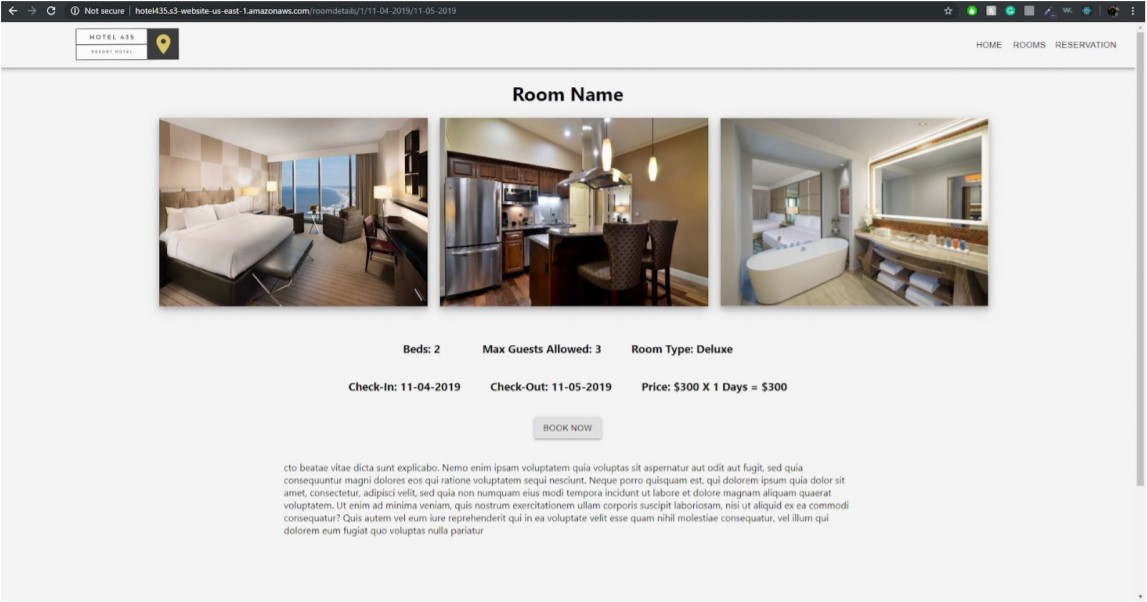 Not secure | hotel435.s3-website-us-east-1.amazonaws.com/roomdetails/1/11-04-2019/11-05-2019
HOTEL 435
RESORT HOTEL
HOME ROOMS RESERVATION
Room Name
Beds: 2 Max Guests Allowed: 3 Room Type: Deluxe
Check-In: 11-04-2019 Check-Out: 11-05-2019 Price: $300 X 1 Days = $300
BOOK NOW
cto beatae vitae dicta sunt explicabo. Nemo enim ipsam voluptatem quia voluptas sit aspernatur aut odit aut fugit, sed quia
consequuntur magni dolores eos qui ratione voluptatem sequi nesciunt. Neque porro quisquam est, qui dolorem ipsum quia dolor sit
amet, consectetur, adipisci velit, sed quia non numquam eius modi tempora incidunt ut labore et dolore magnam aliquam quaerat
voluptatem. Ut enim ad minima veniam, quis nostrum exercitationem ullam corporis suscipit laboriosam, nisi ut aliquid ex ea commodi
consequatur? Quis autem vel eum iure reprehenderit qui in ea voluptate velit esse quam nihil molestiae consequatur, vel illum qui
dolorem eum fugiat quo voluptas nulla pariatur